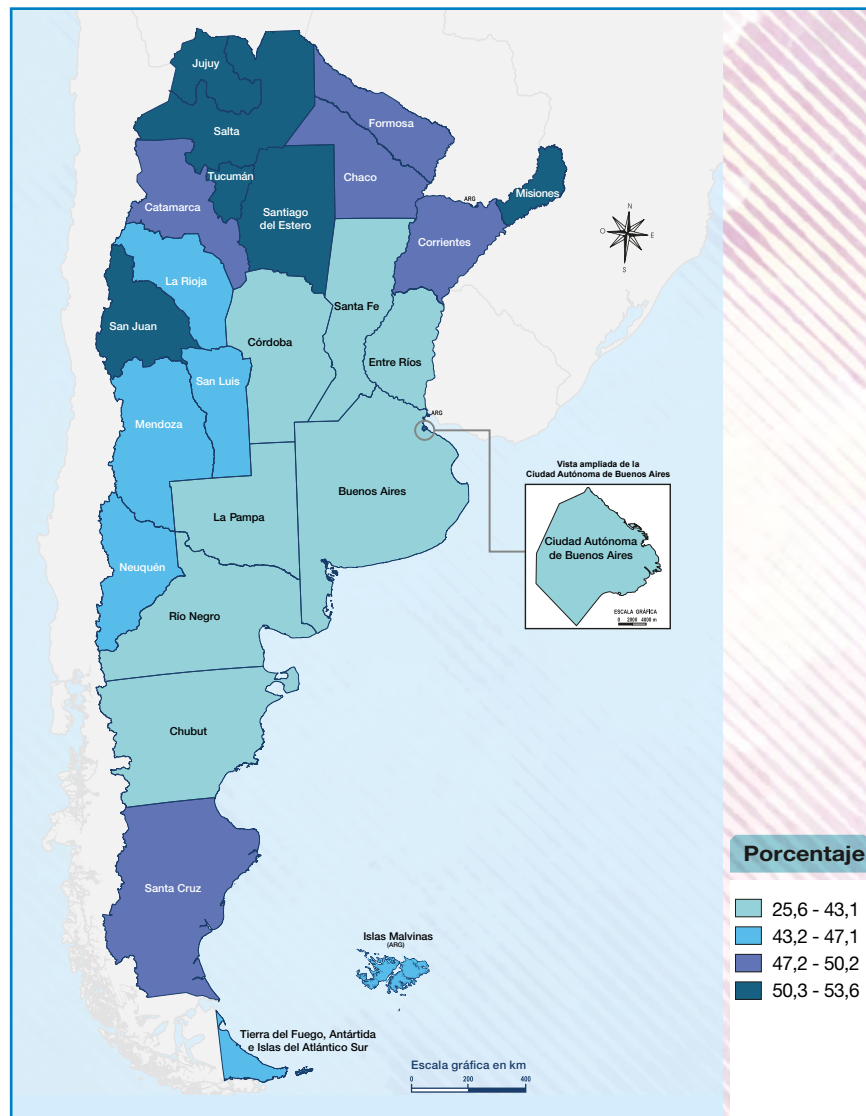 Jujuy
Salta
Formosa
Tucumán
Chaco
Catamarca
Santiago
del Estero
Misiones
ARG
Corrientes
N
O
E
S
La Rioja
Santa Fe
San Juan
Córdoba
Entre Ríos
San Luis
Mendoza
ARG
Vista ampliada de la
Ciudad Autónoma de Buenos Aires
Buenos Aires
La Pampa
Ciudad Autónoma
de Buenos Aires
Neuquén
ESCALA GRÁFICA
0 2000 4000 m
Río Negro
Chubut
Porcentaje
Santa Cruz
25,6 - 43,1
43,2 - 47,1
47,2 - 50,2
50,3 - 53,6
Islas Malvinas
(ARG)
Tierra del Fuego, Antártida
e Islas del Atlántico Sur
Escala gráfica en km
0 200 400